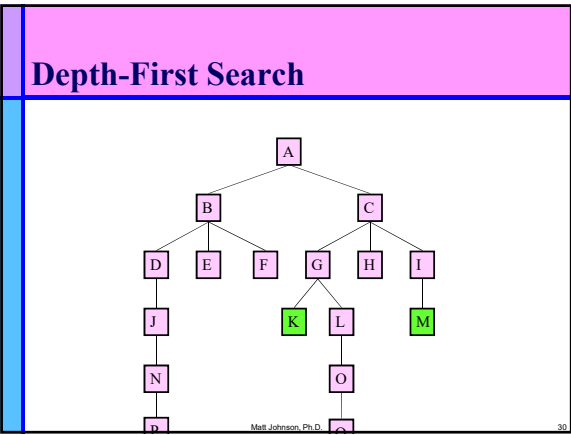 Depth-First Search
A
B C
D E F G H I
J K L M
N O
Matt Johnson, Ph.D. 30